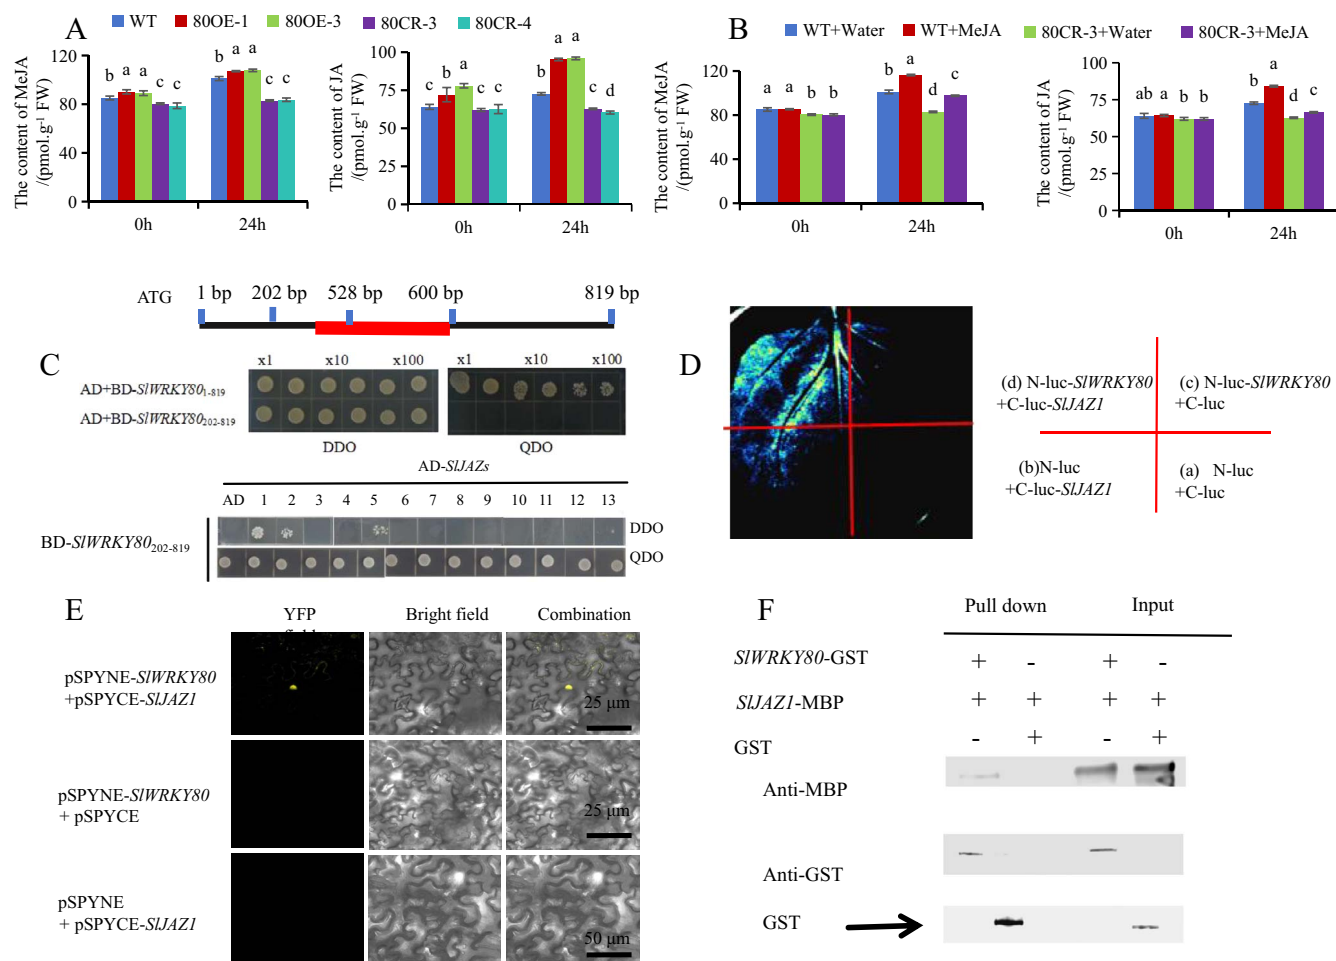 A
WT 80OE-1 80OE-3 80CR-3 80CR-4
The content of MeJA
/(pmol.g⁻¹ FW)
120
80
40
0
b a a c c
b a a c c
0h 24h
The content of JA
/(pmol.g⁻¹ FW)
100
75
50
25
0
c b a c c
b a a c d
0h 24h
B
WT+Water WT+MeJA 80CR-3+Water 80CR-3+MeJA
The content of MeJA
/(pmol.g⁻¹ FW)
120
80
40
0
a a b b
b a d c
0h 24h
The content of JA
/(pmol.g⁻¹ FW)
100
75
50
25
0
ab a b b
b a d c
0h 24h
ATG 1 bp 202 bp 528 bp 600 bp 819 bp
C
x1 x10 x100 x1 x10 x100
AD+BD-SlWRKY80₁₋₈₁₉
AD+BD-SlWRKY80₂₀₂₋₈₁₉
DDO QDO
AD-SlJAZs
AD 1 2 3 4 5 6 7 8 9 10 11 12 13
BD-SlWRKY80₂₀₂₋₈₁₉
DDO
QDO
D
(d) N-luc-SlWRKY80
+C-luc-SlJAZ1
(c) N-luc-SlWRKY80
+C-luc
(b)N-luc
+C-luc-SlJAZ1
(a) N-luc
+C-luc
E
YFP Bright field Combination
pSPYNE-SlWRKY80
+pSPYCE-SlJAZ1
25 μm
pSPYNE-SlWRKY80
+ pSPYCE
25 μm
pSPYNE
+ pSPYCE-SlJAZ1
50 μm
F
Pull down Input
SlWRKY80-GST + - + -
SlJAZ1-MBP + + + +
GST - + - +
Anti-MBP
Anti-GST
GST